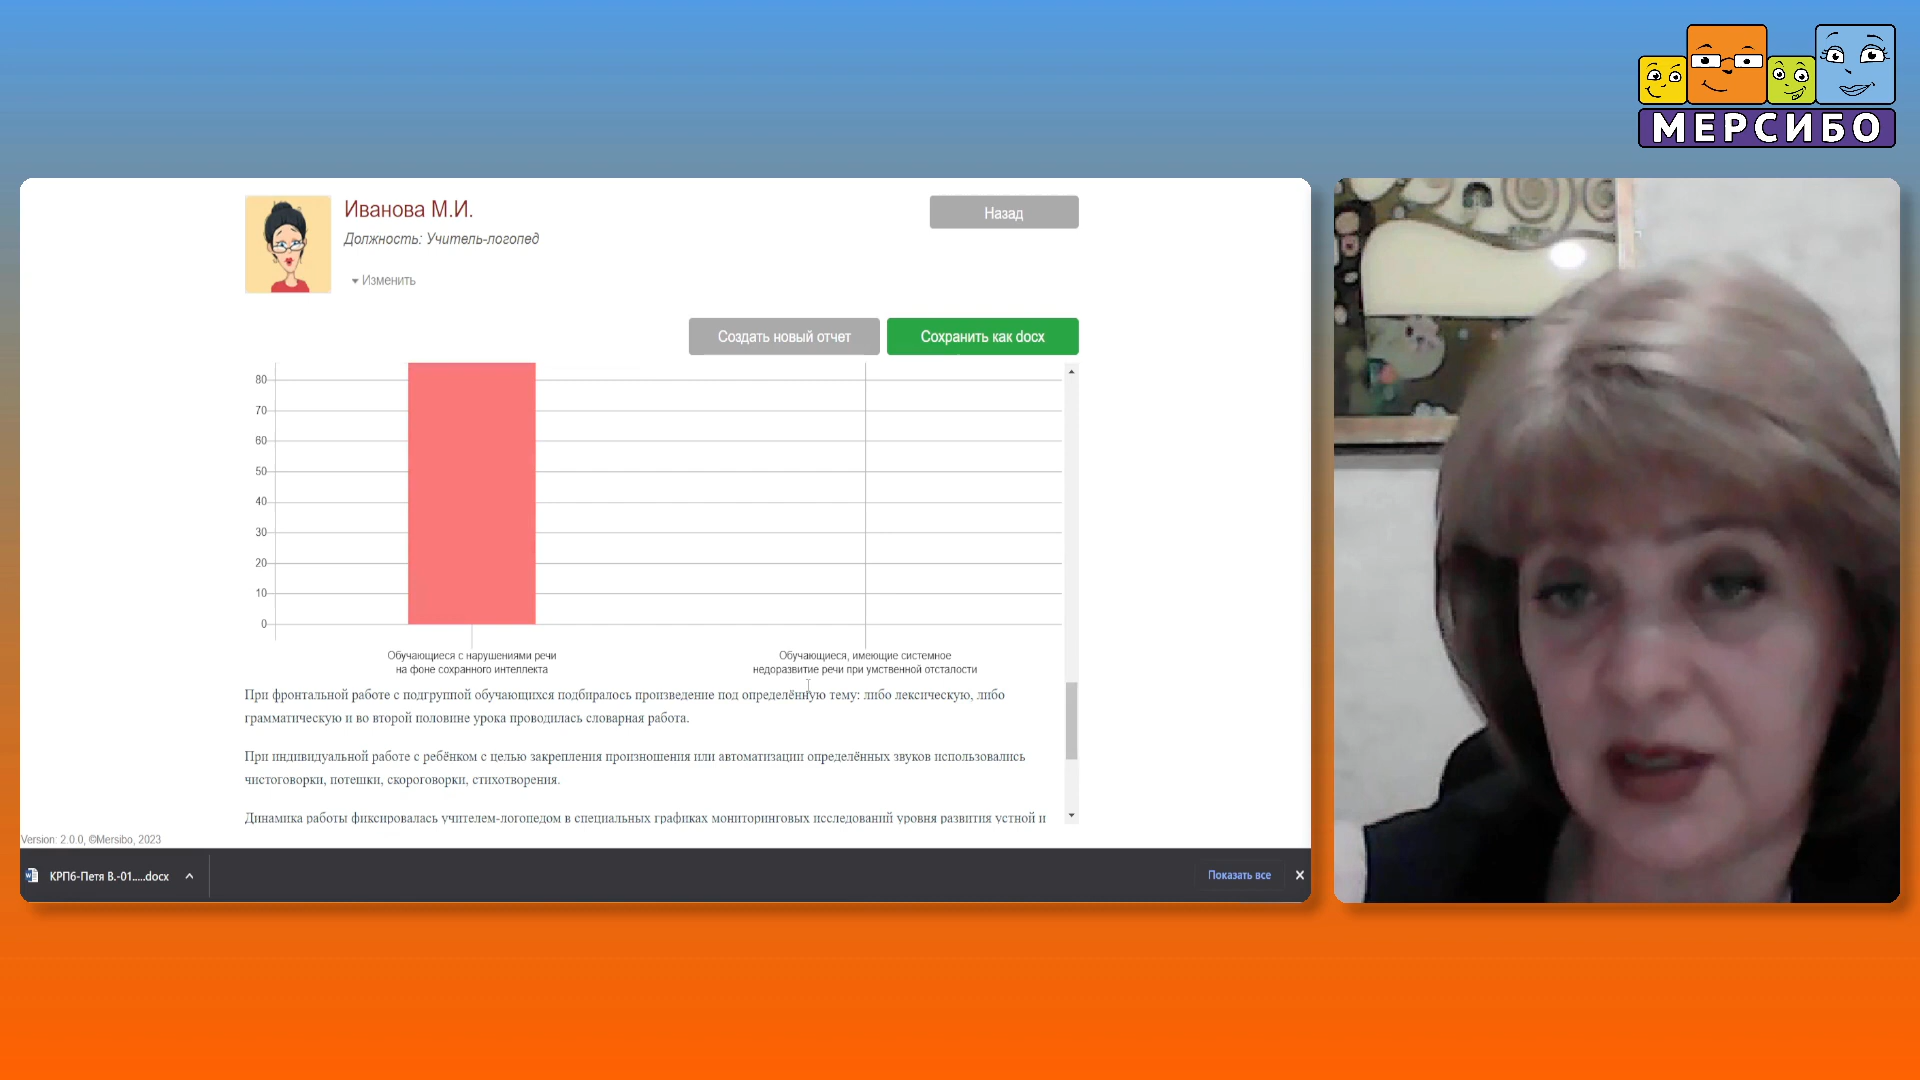 МЕРСИБО
Иванова М.И.
Должность: Учитель-логопед
Изменить
Назад
Создать новый отчет
Сохранить как docx
80
70
60
50
40
30
20
10
0
Обучающиеся с нарушениями речи
на фоне сохранного интеллекта
Обучающиеся, имеющие системное
недоразвитие речи при умственной отсталости
При фронтальной работе с подгруппой обучающихся подбиралось произведение под определённую тему: либо лексическую, либо
грамматическую и во второй половине урока проводилась словарная работа.
При индивидуальной работе с ребёнком с целью закрепления произношения или автоматизации определённых звуков использовались
чистоговорки, потешки, скороговорки, стихотворения.
Динамика работы фиксировалась учителем-логопедом в специальных графиках мониторинговых исследований уровня развития устной и
Version: 2.0.0, ©Mersibo, 2023
КРП6-Петя В.-01.....docx
Показать все